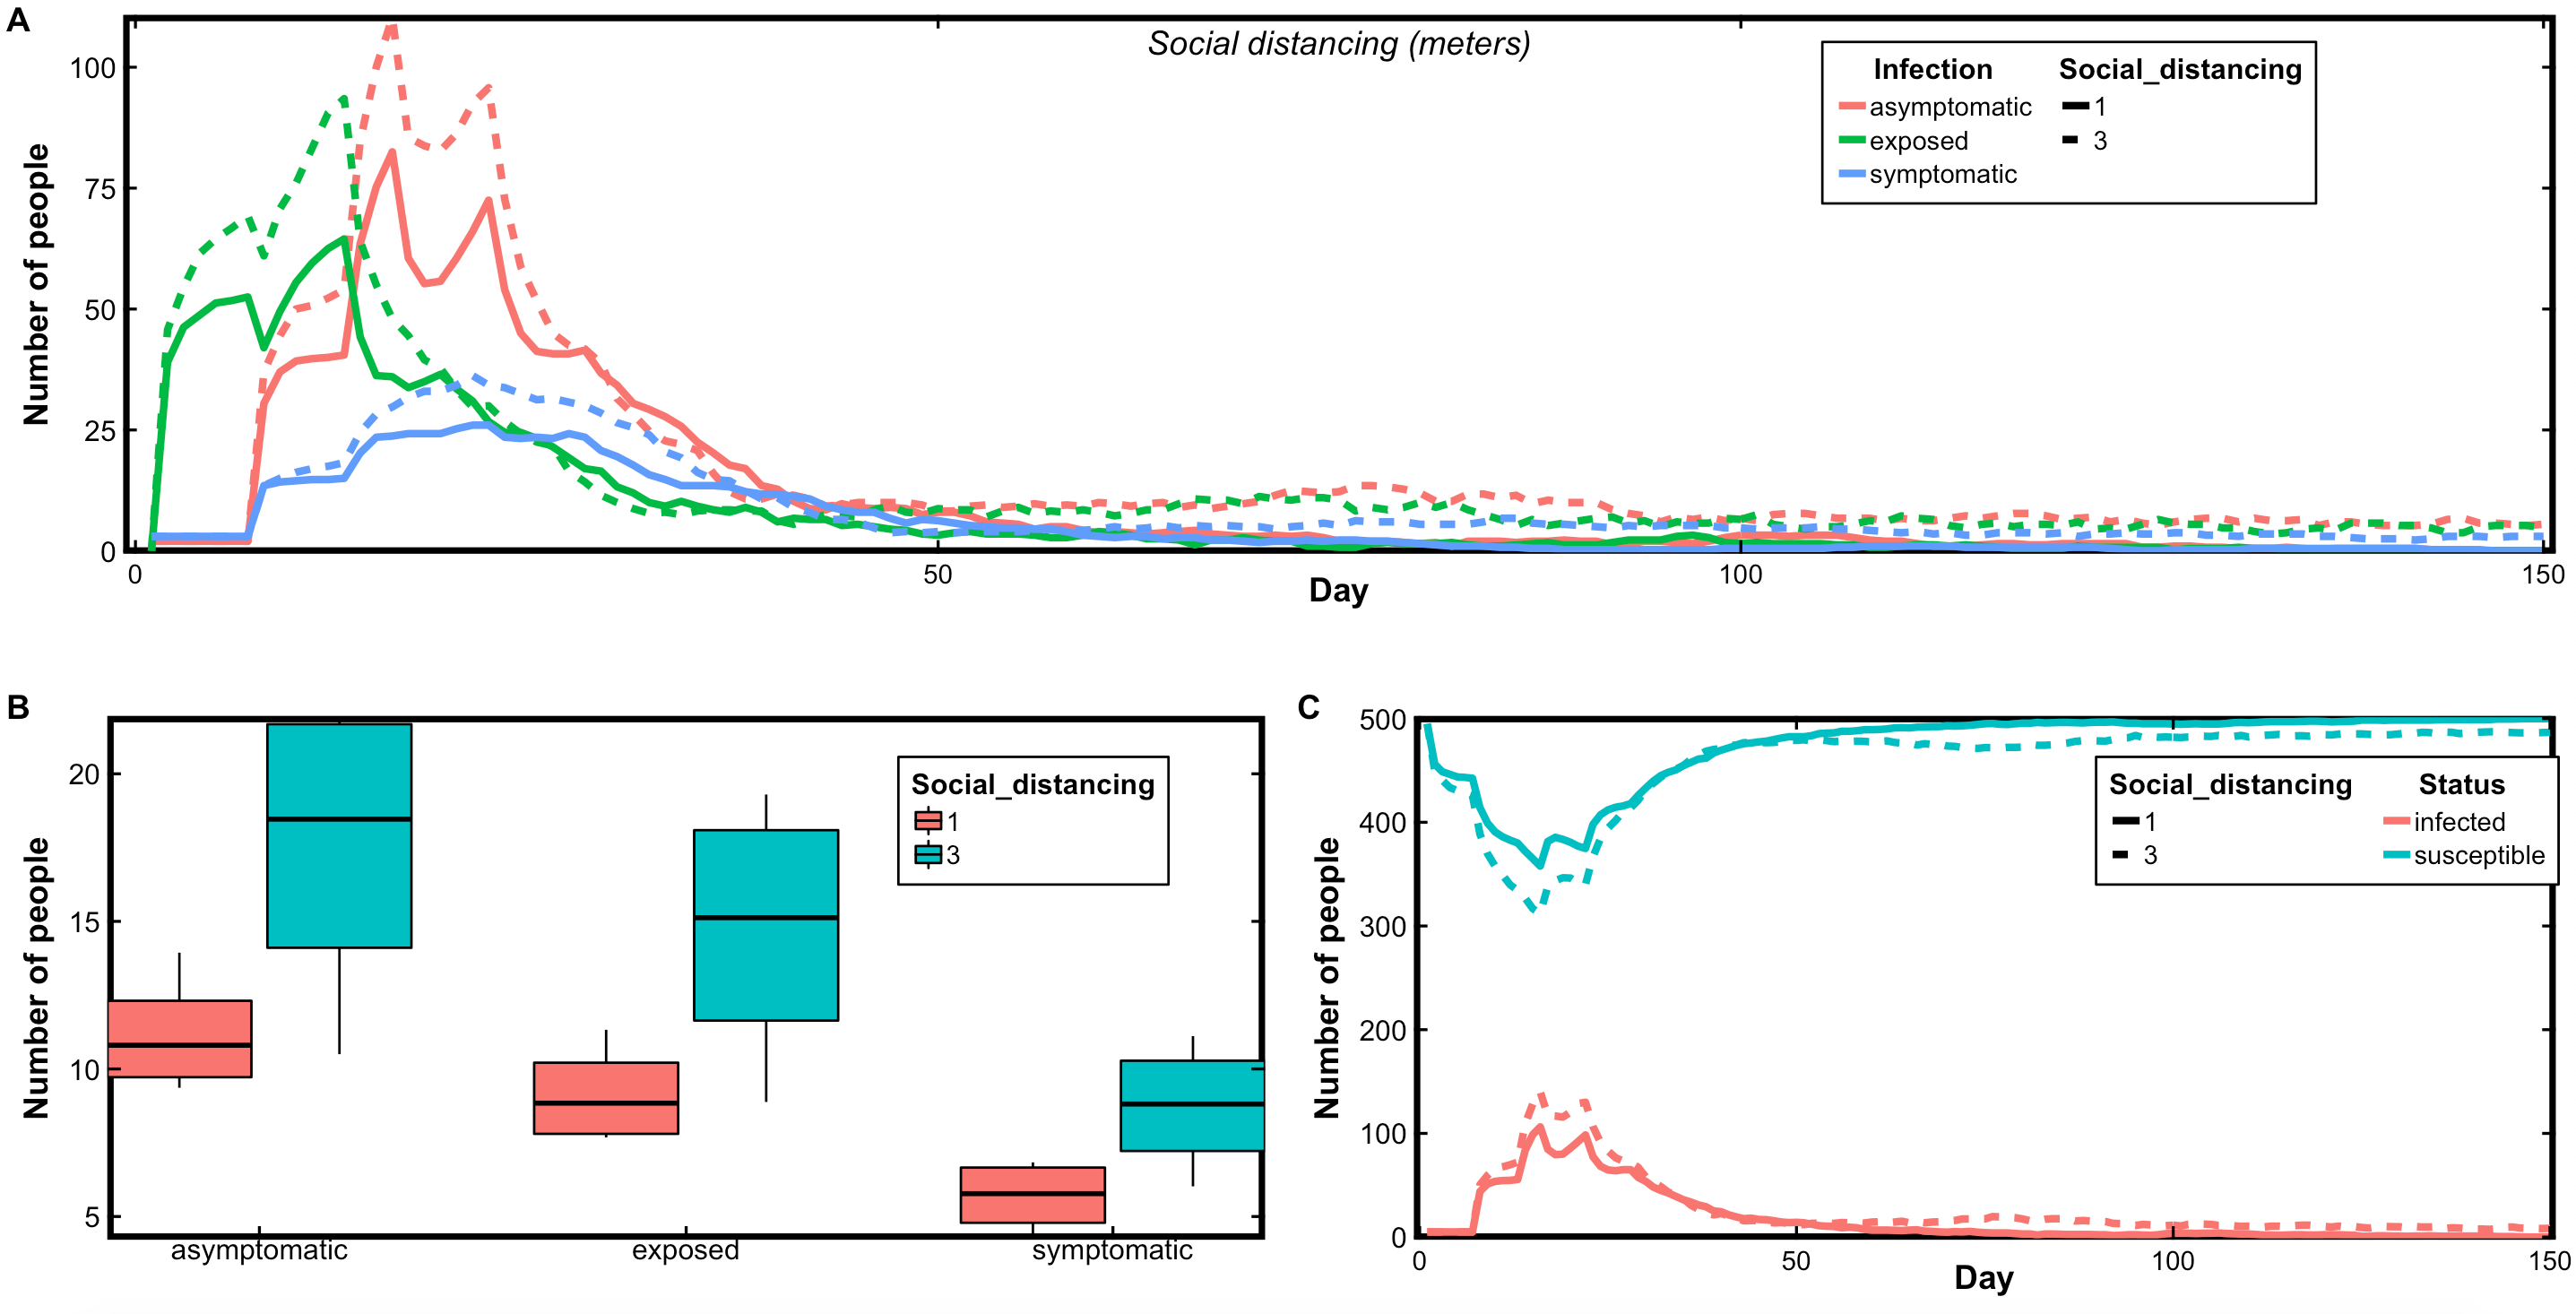 A
Social distancing (meters)
Infection
Social_distancing
asymptomatic
1
exposed
3
symptomatic
Number of people
100
75
50
25
0
0
50
100
150
Day
B
Number of people
20
15
10
5
Social_distancing
1
3
asymptomatic
exposed
symptomatic
C
Number of people
500
400
300
200
100
0
Social_distancing
Status
1
infected
3
susceptible
0
50
100
150
Day